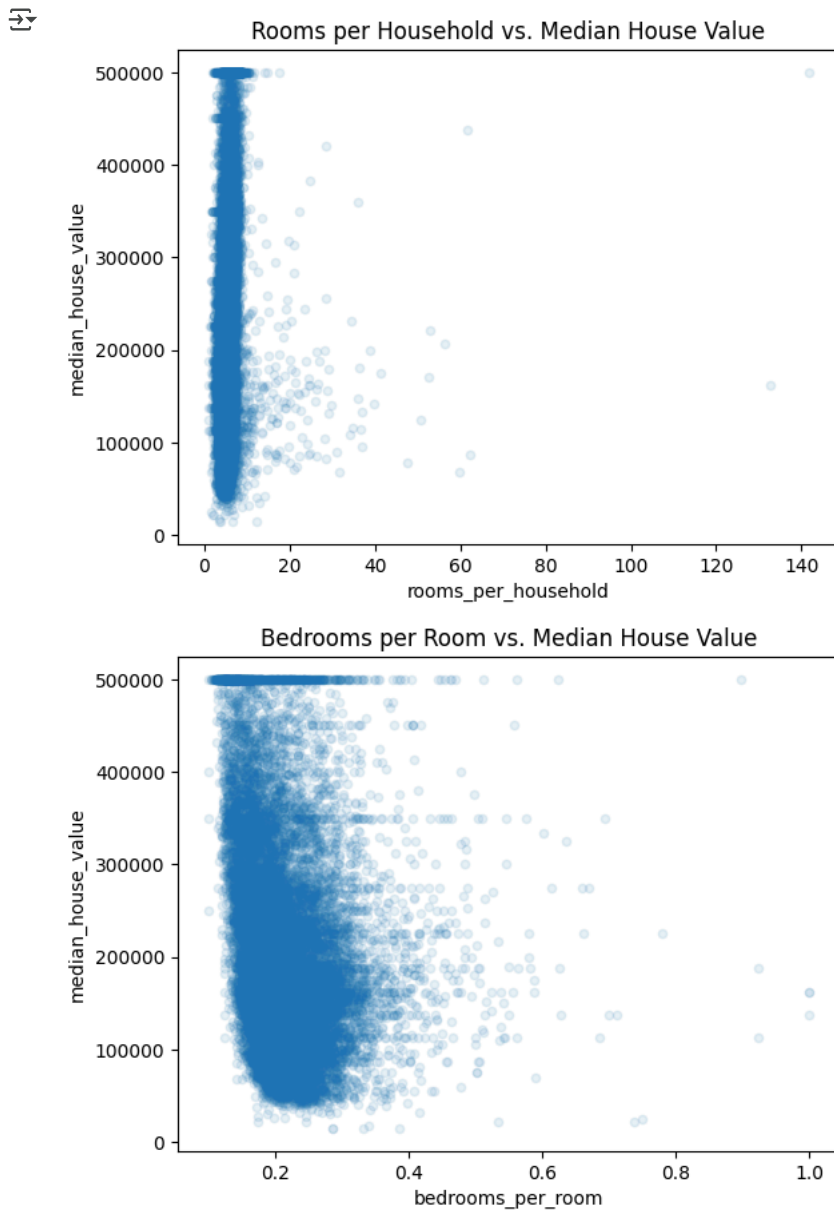 Rooms per Household vs. Median House Value
500000
400000
300000
200000
100000
0
median_house_value
0 20 40 60 80 100 120 140
rooms_per_household
Bedrooms per Room vs. Median House Value
500000
400000
300000
200000
100000
0
median_house_value
0.2 0.4 0.6 0.8 1.0
bedrooms_per_room